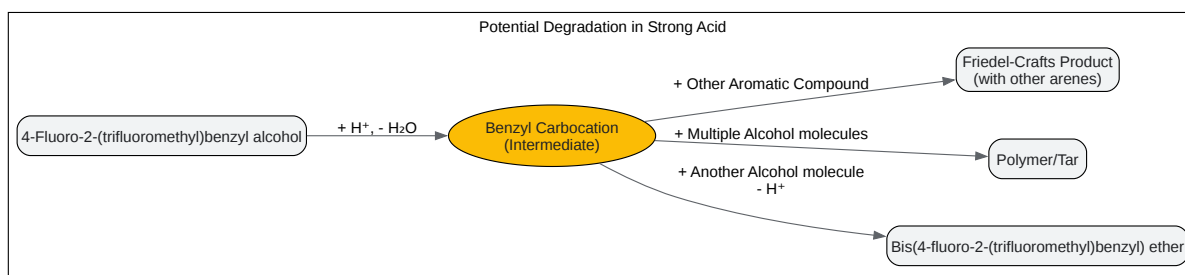 Potential Degradation in Strong Acid
4-Fluoro-2-(trifluoromethyl)benzyl alcohol
+ H⁺, - H₂O
Benzyl Carbocation
(Intermediate)
+ Other Aromatic Compound
Friedel-Crafts Product
(with other arenes)
+ Multiple Alcohol molecules
Polymer/Tar
+ Another Alcohol molecule
- H⁺
Bis(4-fluoro-2-(trifluoromethyl)benzyl) ether